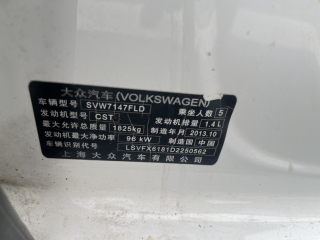 大众汽车(VOLKSWAGEN)
车辆型号 SVW7147FLD 乘坐人数 5
发动机型号 CST 发动机排量 1.4 L
最大允许总质量 1825kg 制造年月 2013.10
发动机最大净功率 96 kW 制造国 中国
车辆识别代号 LSVFX6181D2250562
上海大众汽车有限公司